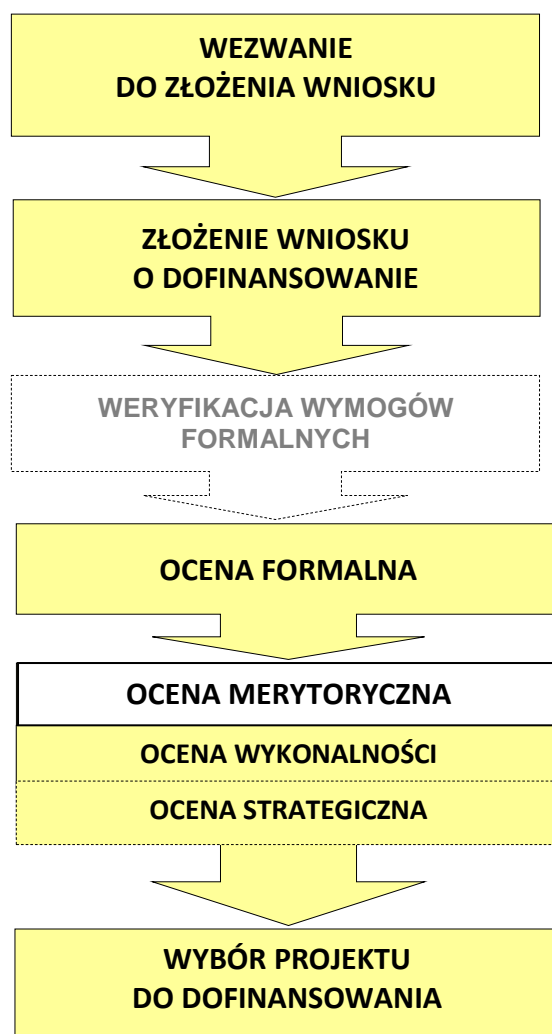 WEZWANIE
DO ZŁOŻENIA WNIOSKU
ZŁOŻENIE WNIOSKU
O DOFINANSOWANIE
WERYFIKACJA WYMOGÓW
FORMALNYCH
OCENA FORMALNA
OCENA MERYTORYCZNA
OCENA WYKONALNOŚCI
OCENA STRATEGICZNA
WYBÓR PROJEKTU
DO DOFINANSOWANIA